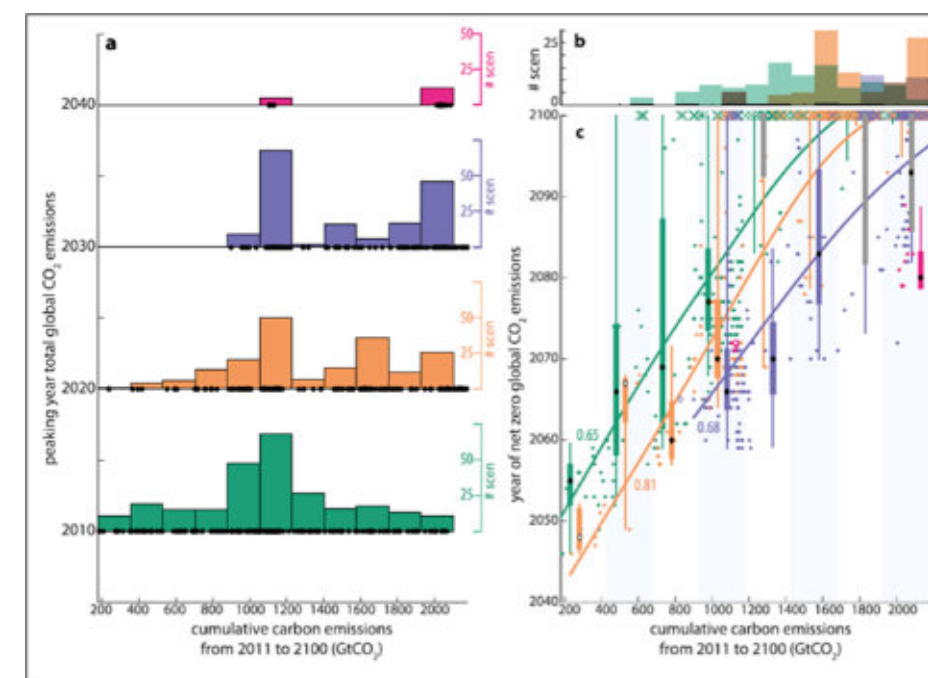 a
50
25
# scen
2040
75
50
25
# scen
2030
75
50
25
# scen
2020
75
50
25
# scen
2010
peaking year total global CO2 emissions
200 400 600 800 1000 1200 1400 1600 1800 2000
cumulative carbon emissions
from 2011 to 2100 (GtCO2)
b
25
0
# scen
c
2100
2090
2080
2070
2060
2050
2040
year of net zero global CO2 emissions
0.65
0.81
0.68
200 400 600 800 1000 1200 1400 1600 1800 2000
cumulative carbon emissions
from 2011 to 2100 (GtCO2)